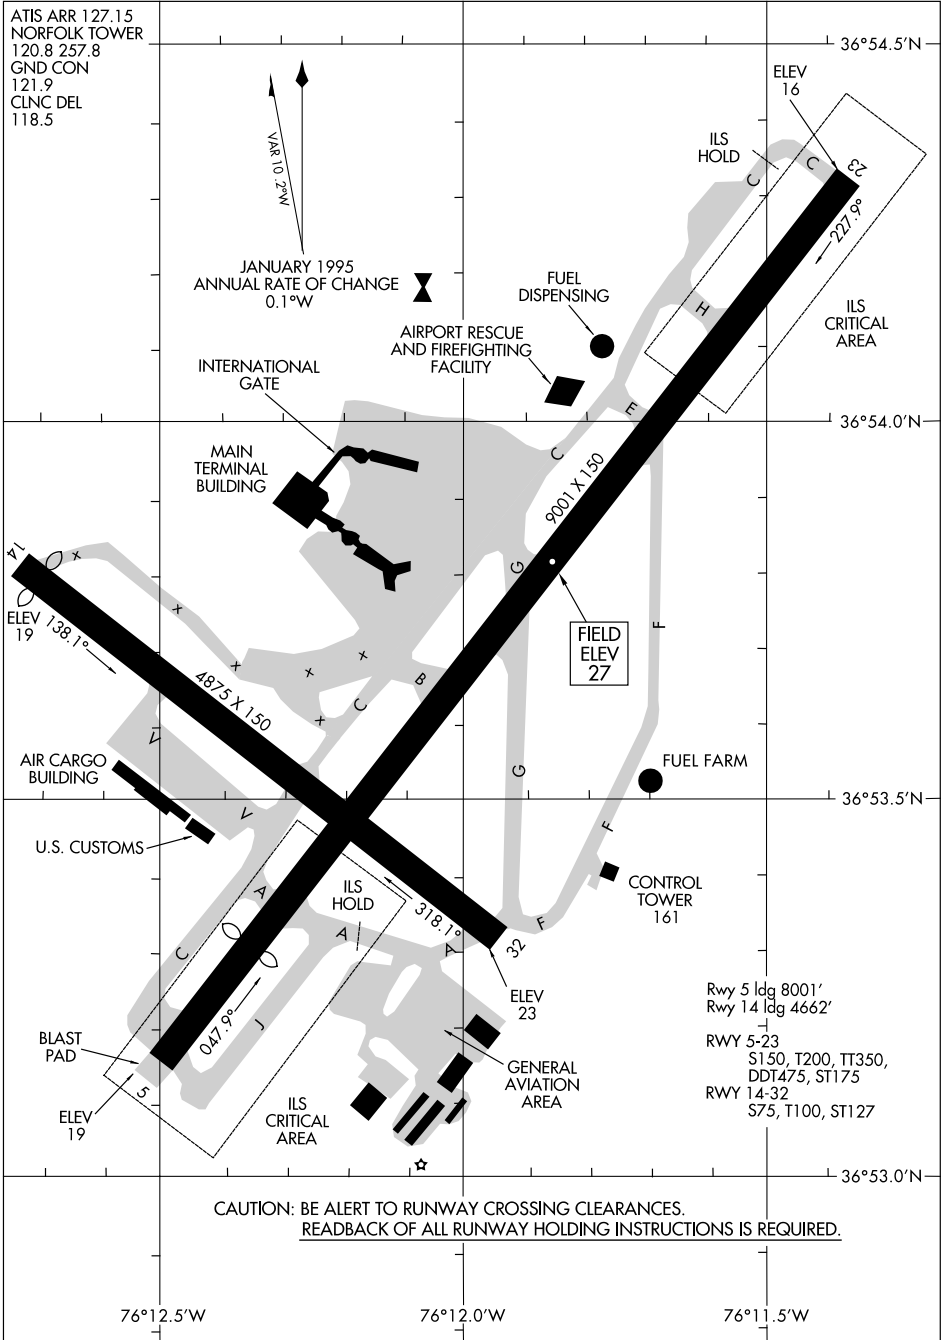 ATIS ARR 127.15
NORFOLK TOWER
120.8 257.8
GND CON
121.9
CLNC DEL
118.5
36°54.5'N
ELEV
16
VAR 10.2°W
ILS
HOLD
C
C
23
227.9°
JANUARY 1995
ANNUAL RATE OF CHANGE
0.1°W
FUEL
DISPENSING
H
ILS
CRITICAL
AREA
AIRPORT RESCUE
AND FIREFIGHTING
FACILITY
INTERNATIONAL
GATE
E
36°54.0'N
MAIN
TERMINAL
BUILDING
C
9001 X 150
14
X
G
ELEV
19
138.1°
X
FIELD
ELEV
27
F
X
X
X
B
4875 X 150
C
X
V
AIR CARGO
BUILDING
G
FUEL FARM
36°53.5'N
V
F
U.S. CUSTOMS
CONTROL
TOWER
161
A
ILS
HOLD
A
318.1°
A
F
32
C
ELEV
23
Rwy 5 ldg 8001'
Rwy 14 ldg 4662'
047.9°
J
BLAST
PAD
RWY 5-23
S150, T200, TT350,
DDT475, ST175
RWY 14-32
S75, T100, ST127
GENERAL
AVIATION
AREA
5
ELEV
19
ILS
CRITICAL
AREA
36°53.0'N
CAUTION: BE ALERT TO RUNWAY CROSSING CLEARANCES.
READBACK OF ALL RUNWAY HOLDING INSTRUCTIONS IS REQUIRED.
76°12.5'W
76°12.0'W
76°11.5'W